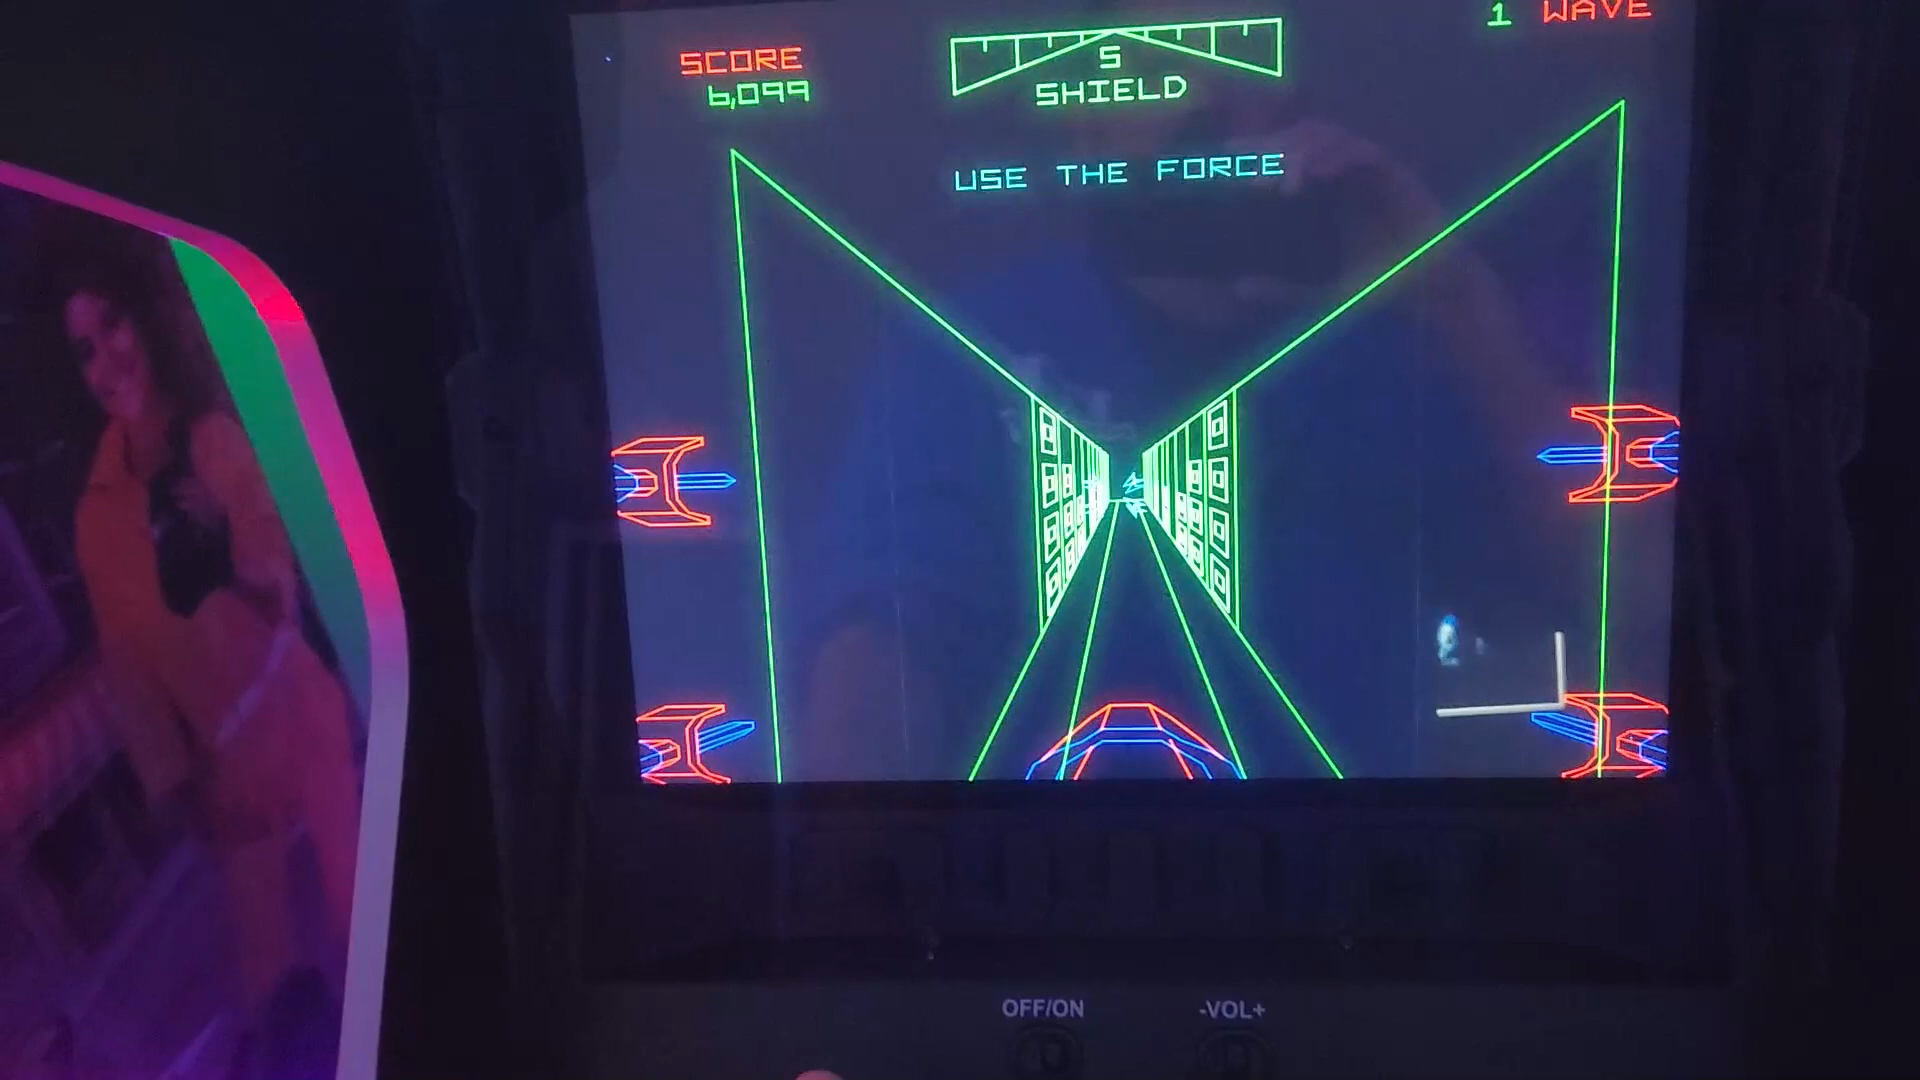 SCORE
6,099
5
SHIELD
1 WAVE
USE THE FORCE
OFF/ON
-VOL+